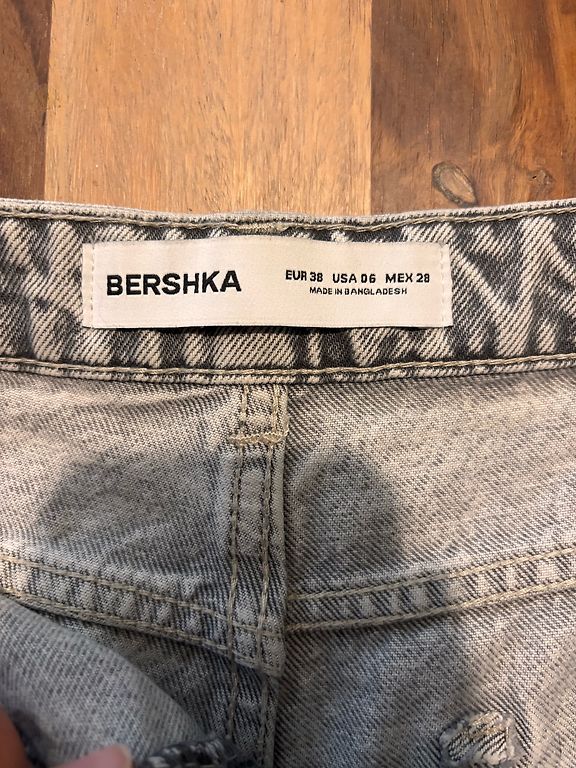 BERSHKA
EUR 38 USA 06 MEX 28
MADE IN BANGLADESH